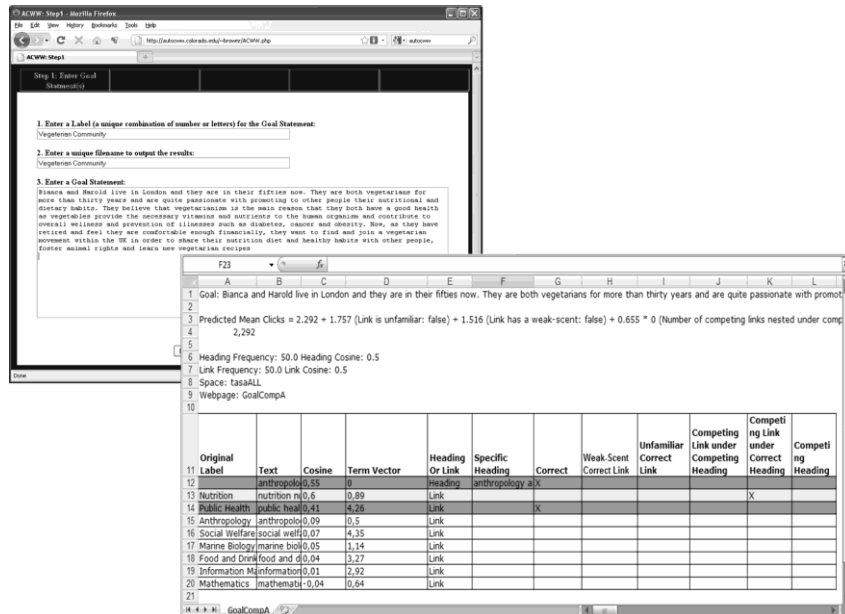 ACWW: Step1 - Mozilla Firefox
File Edit View History Bookmarks Tools Help
autocww
ACWW: Step1
Step 1: Enter Goal
Statment(s)
1. Enter a Label (a unique combination of number or letters) for the Goal Statement:
Vegeterian Community
2. Enter a unique filename to output the results:
Vegeterian Community
3. Enter a Goal Statement:
Bianca and Harold live in London and they are in their fifties now. They are both vegetarians for
more than thirty years and are quite passionate with promoting to other people their nutritional and
dietary habits. They believe that vegetarianism is the main reason that they both have a good health
as vegetables provide the necessary vitamins and nutrients to the human organism and contribute to
overall wellness and prevention of illnesses such as diabetes, cancer and obesity. Now, as they have
retired and feel they are comfortable enough financially, they want to find and join a vegetarian
movement within the UK in order to share their nutrition diet and healthy habits with other people,
foster animal rights and learn new vegetarian recipes
Done
F23 fx
A B C D E F G H I J K L
1 Goal: Bianca and Harold live in London and they are in their fifties now. They are both vegetarians for more than thirty years and are quite passionate with promot
2
3 Predicted Mean Clicks = 2.292 + 1.757 (Link is unfamiliar: false) + 1.516 (Link has a weak-scent: false) + 0.655 * 0 (Number of competing links nested under comp
4 2,292
5
6 Heading Frequency: 50.0 Heading Cosine: 0.5
7 Link Frequency: 50.0 Link Cosine: 0.5
8 Space: tasaALL
9 Webpage: GoalCompA
10
11 Original Label Text Cosine Term Vector Heading Or Link Specific Heading Correct Weak-Scent Correct Link Unfamiliar Correct Link Competing Link under Competing Heading Competi ng Link under Correct Heading Competi ng Heading
12 anthropolo 0,55 0 Heading anthropology a X
13 Nutrition nutrition nu 0,6 0,89 Link X
14 Public Health public heal 0,41 4,26 Link X
15 Anthropology anthropolo 0,09 0,5 Link
16 Social Welfare social welfa 0,07 4,35 Link
17 Marine Biology marine biol 0,05 1,14 Link
18 Food and Drink food and d 0,04 3,27 Link
19 Information Ma information 0,01 2,92 Link
20 Mathematics mathemati -0,04 0,64 Link
21
GoalCompA